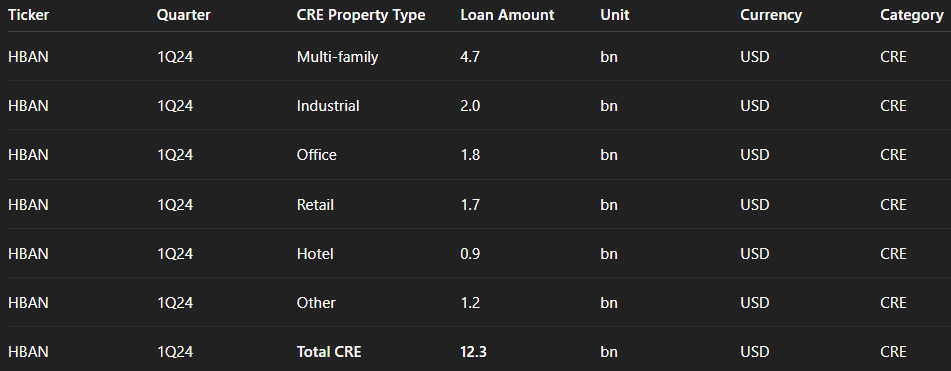 Ticker Quarter CRE Property Type Loan Amount Unit Currency Category
HBAN 1Q24 Multi-family 4.7 bn USD CRE
HBAN 1Q24 Industrial 2.0 bn USD CRE
HBAN 1Q24 Office 1.8 bn USD CRE
HBAN 1Q24 Retail 1.7 bn USD CRE
HBAN 1Q24 Hotel 0.9 bn USD CRE
HBAN 1Q24 Other 1.2 bn USD CRE
HBAN 1Q24 Total CRE 12.3 bn USD CRE